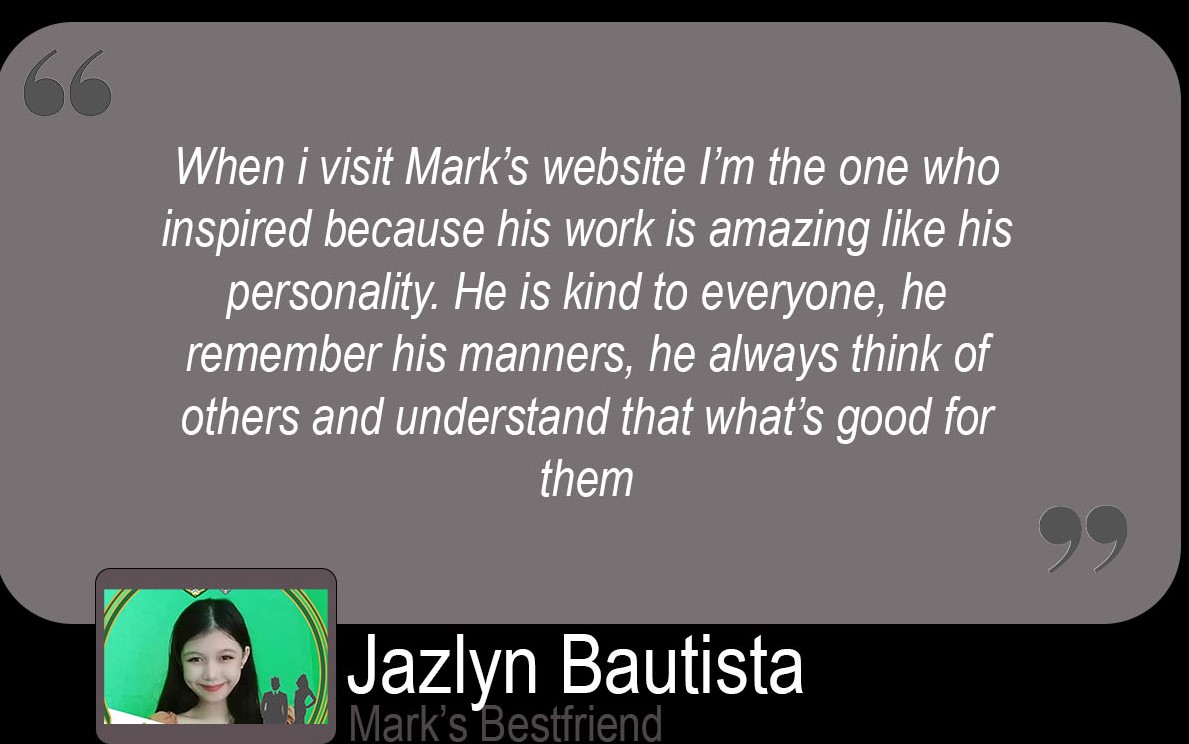 “
When i visit Mark’s website I’m the one who
inspired because his work is amazing like his
personality. He is kind to everyone, he
remember his manners, he always think of
others and understand that what’s good for
them
”
Jazlyn Bautista
Mark’s Bestfriend